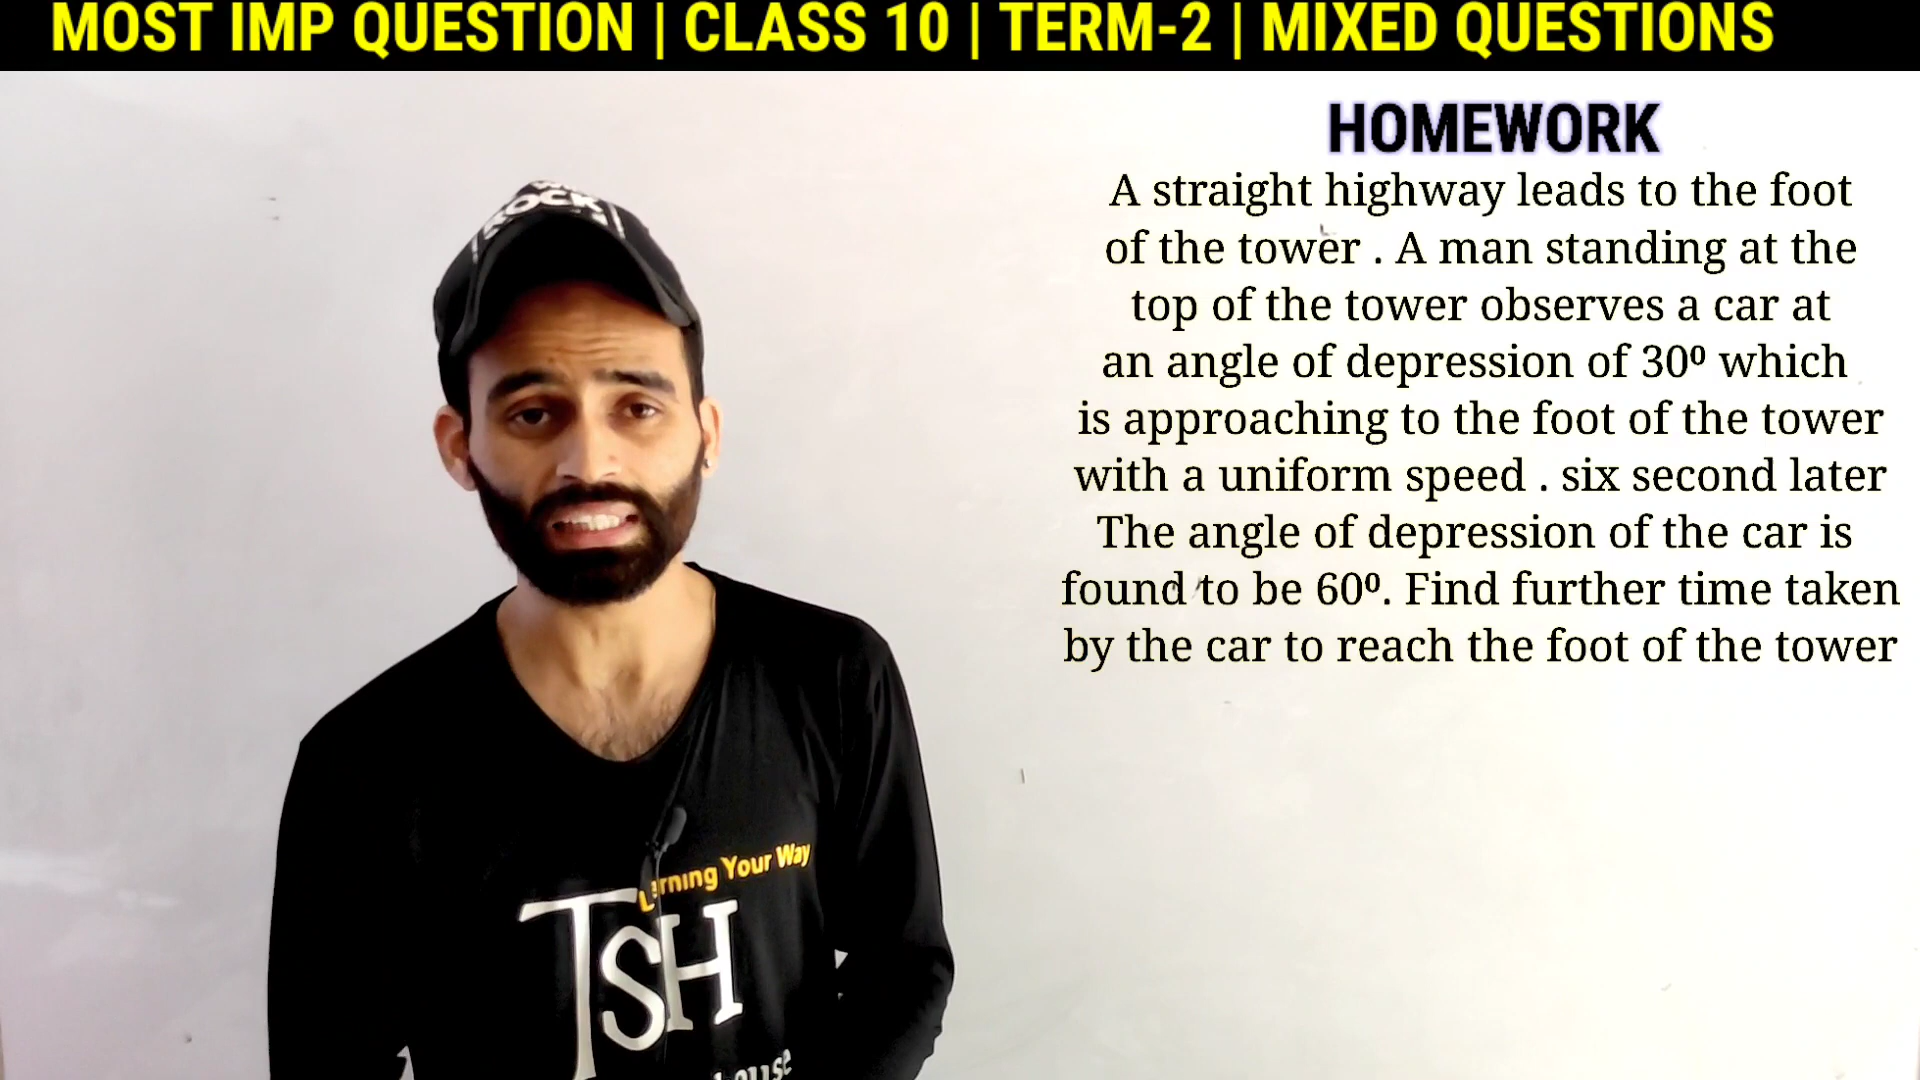 MOST IMP QUESTION | CLASS 10 | TERM-2 | MIXED QUESTIONS
HOMEWORK
A straight highway leads to the foot
of the tower . A man standing at the
top of the tower observes a car at
an angle of depression of 30⁰ which
is approaching to the foot of the tower
with a uniform speed . six second later
The angle of depression of the car is
found to be 60⁰. Find further time taken
by the car to reach the foot of the tower
ROCK
Learning Your Way
TSH